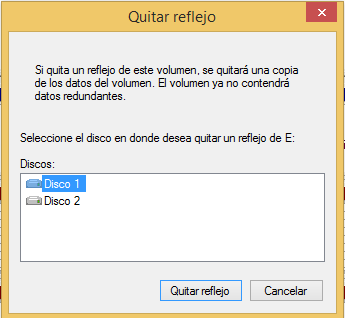 Quitar reflejo
Si quita un reflejo de este volumen, se quitará una copia
de los datos del volumen. El volumen ya no contendrá
datos redundantes.
Seleccione el disco en donde desea quitar un reflejo de E:
Discos:
Disco 1
Disco 2
Quitar reflejo
Cancelar